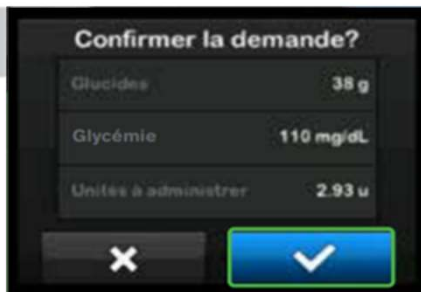 Confirmer la demande?
Glucides 38 g
Glycémie 110 mg/dL
Unités à administrer 2.93 u